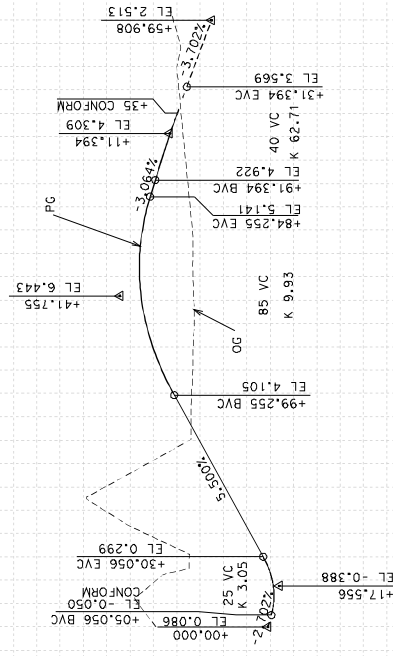 +59.908
EL 2.513
-3.702%
+31.394 EVC
EL 3.569
+35 CONFORM
+11.394
EL 4.309
40 VC
K 62.71
-3.064%
+91.394 BVC
EL 4.922
+84.255 EVC
EL 5.141
PG
+41.755
EL 6.443
85 VC
K 9.93
OG
+99.255 BVC
EL 4.105
5.500%
+30.056 EVC
EL 0.299
25 VC
K 3.05
+17.556
EL -0.388
CONFORM
+05.056 BVC
EL -0.050
+00.000
EL 0.086
-2.702%